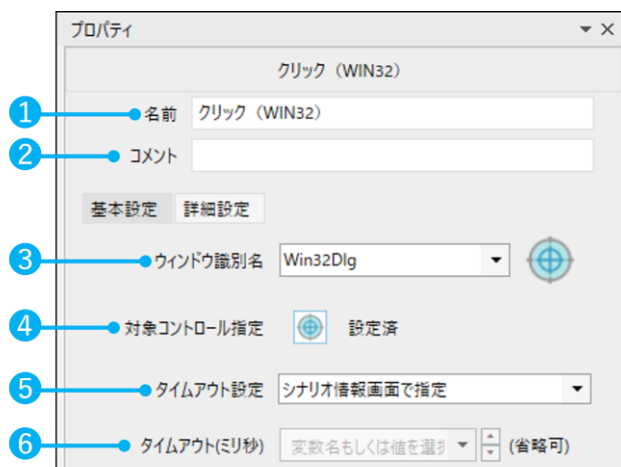 プロパティ
クリック（WIN32）
1 名前 クリック（WIN32）
2 コメント
基本設定 詳細設定
3 ウィンドウ識別名 Win32Dlg
4 対象コントロール指定 設定済
5 タイムアウト設定 シナリオ情報画面で指定
6 タイムアウト(ミリ秒) 変数名もしくは値を選 (省略可)